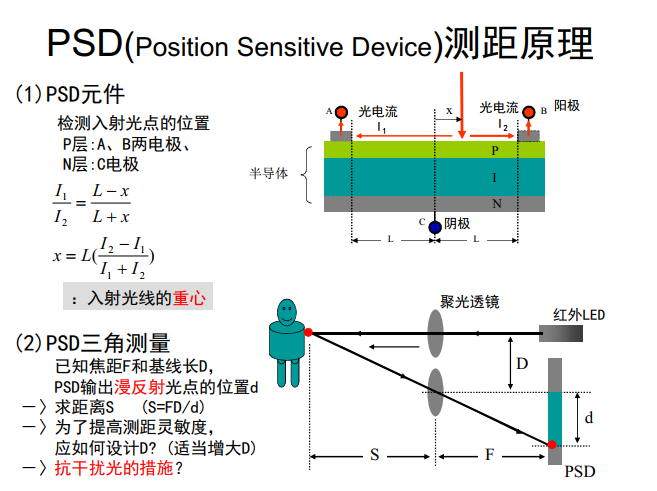 PSD(Position Sensitive Device)测距原理
(1)PSD元件
检测入射光点的位置
P层:A、B两电极、
N层:C电极
I₁/I₂ = (L − x)/(L + x)
x = L((I₂ − I₁)/(I₁ + I₂))
：入射光线的重心
A
光电流
I₁
x
光电流
I₂
B
阳极
半导体
P
I
N
C
阴极
L
L
(2)PSD三角测量
已知焦距F和基线长D，
PSD输出漫反射光点的位置d
－〉求距离S (S=FD/d)
－〉为了提高测距灵敏度，
应如何设计D？(适当增大D)
－〉抗干扰光的措施？
聚光透镜
红外LED
D
d
S
F
PSD